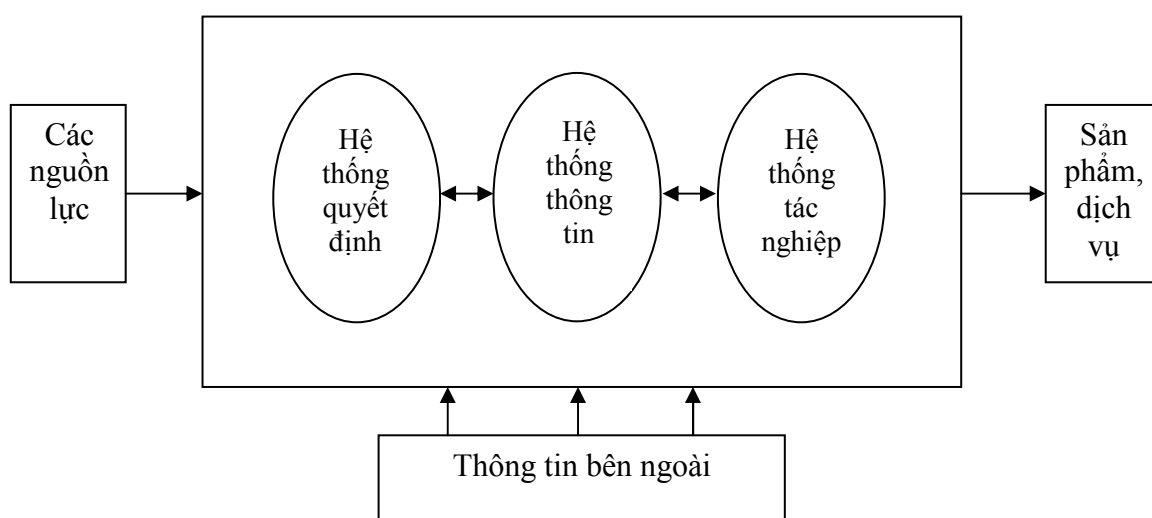 Các
nguồn
lực
Hệ
thống
quyết
định
Hệ
thống
thông
tin
Hệ
thống
tác
nghiệp
Sản
phẩm,
dịch
vụ
Thông tin bên ngoài